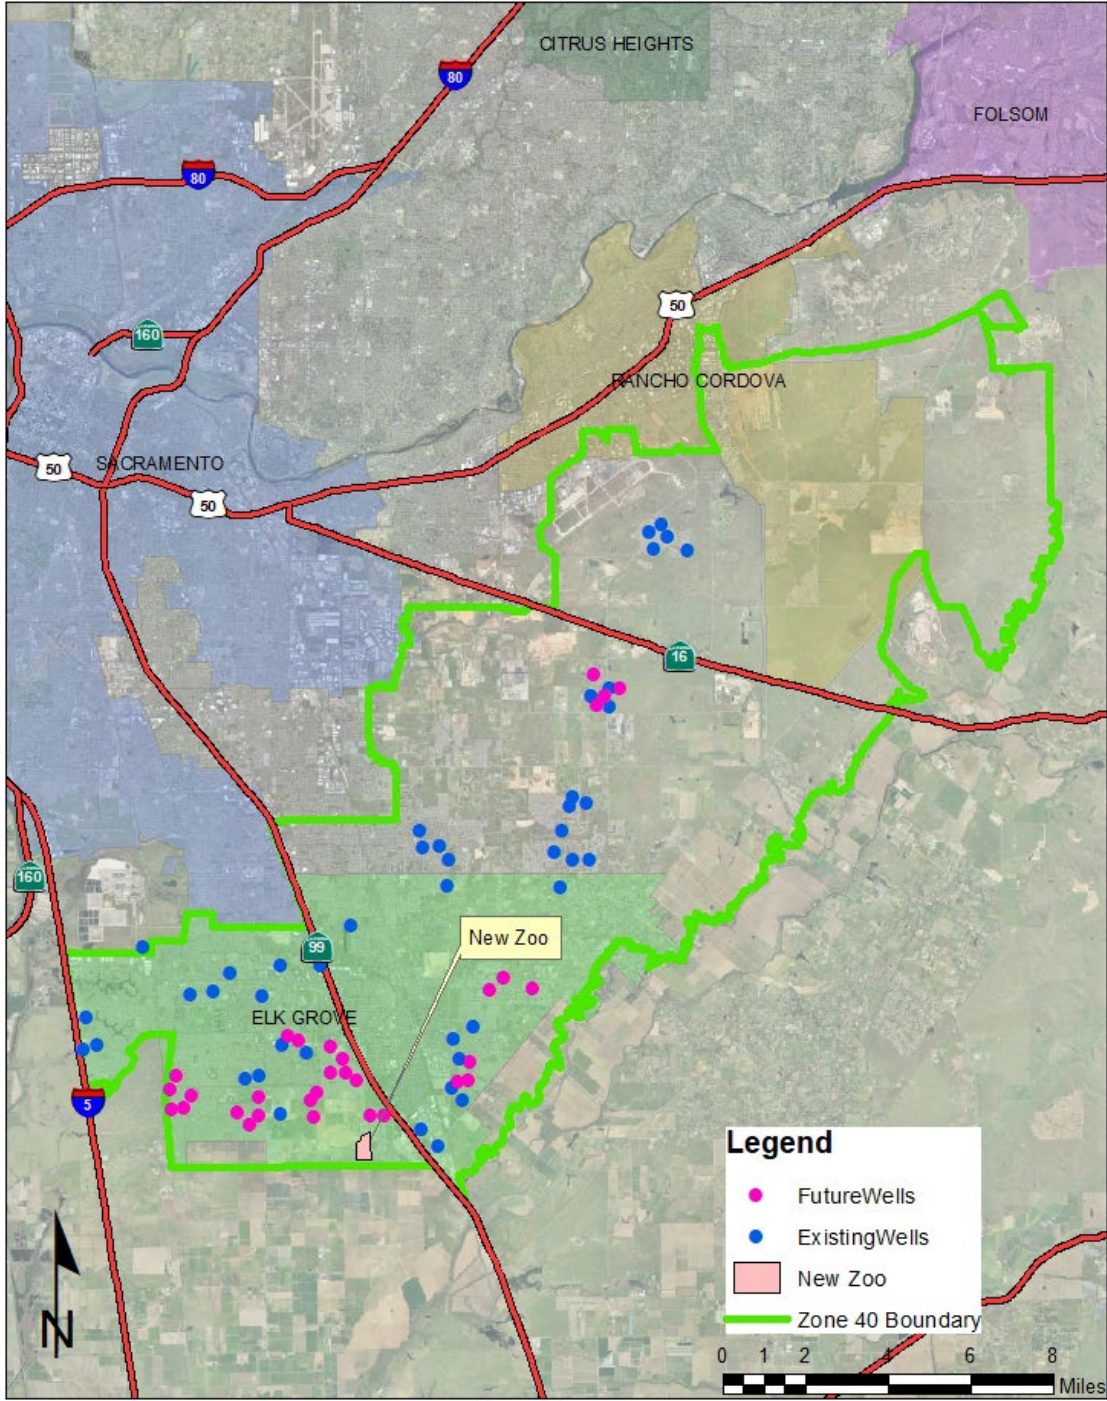 CITRUS HEIGHTS
80
FOLSOM
80
50
160
RANCHO CORDOVA
50
SACRAMENTO
50
16
160
New Zoo
99
ELK GROVE
5
Legend
FutureWells
ExistingWells
New Zoo
Zone 40 Boundary
N
0 1 2 4 6 8
Miles